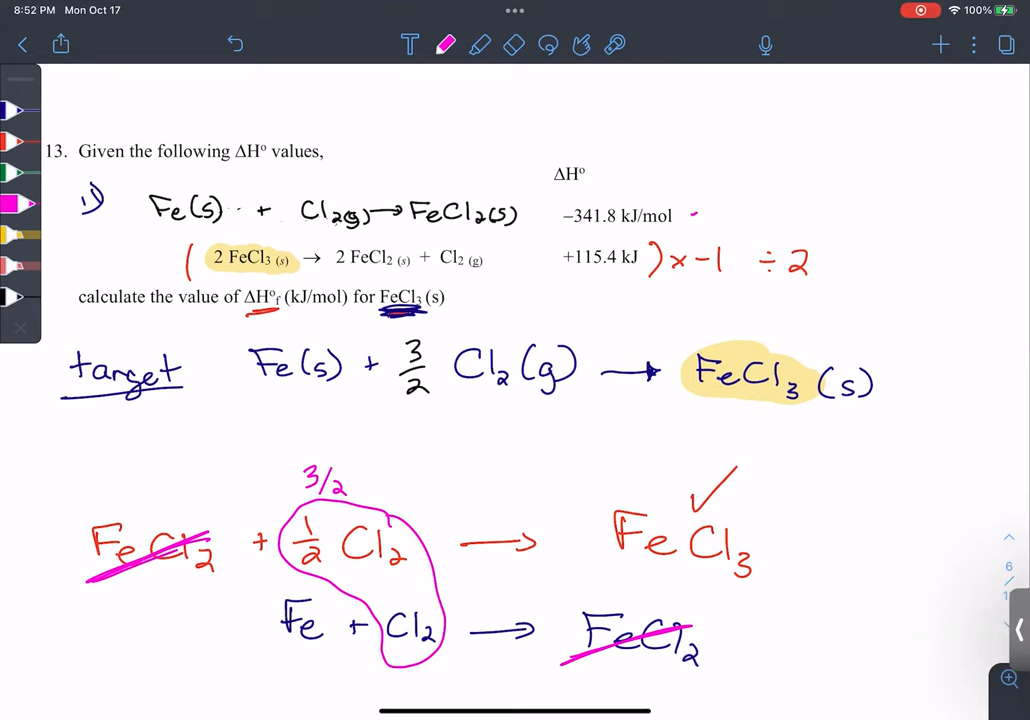 8:52 PM Mon Oct 17
100%
T
13. Given the following ΔH° values,
ΔH°
1) Fe(s) + Cl₂(g) → FeCl₂(s) –341.8 kJ/mol
( 2 FeCl₃ (s) → 2 FeCl₂ (s) + Cl₂ (g) +115.4 kJ ) x -1 ÷ 2
calculate the value of ΔH°f (kJ/mol) for FeCl₃ (s)
target Fe(s) + 3/2 Cl₂(g) → FeCl₃ (s)
3/2
FeCl₂ + 1/2 Cl₂ → FeCl₃ ✓
Fe + Cl₂ → FeCl₂
6
/